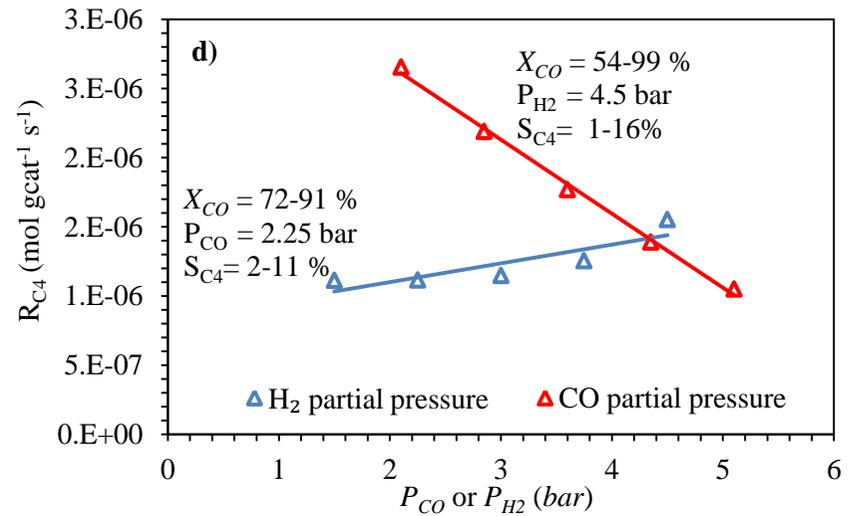 d)
3.E-06
3.E-06
2.E-06
2.E-06
1.E-06
5.E-07
0.E+00
R_C4 (mol gcat⁻¹ s⁻¹)
X_CO = 54-99 %
P_H2 = 4.5 bar
S_C4= 1-16%
X_CO = 72-91 %
P_CO = 2.25 bar
S_C4= 2-11 %
H₂ partial pressure
CO partial pressure
0 1 2 3 4 5 6
P_CO or P_H2 (bar)